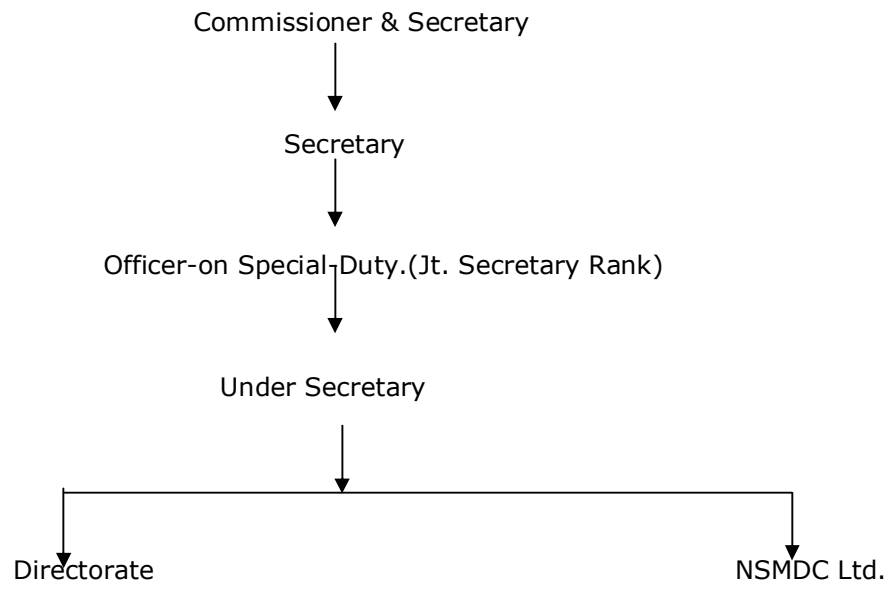 Commissioner & Secretary
Secretary
Officer-on Special-Duty.(Jt. Secretary Rank)
Under Secretary
Directorate NSMDC Ltd.